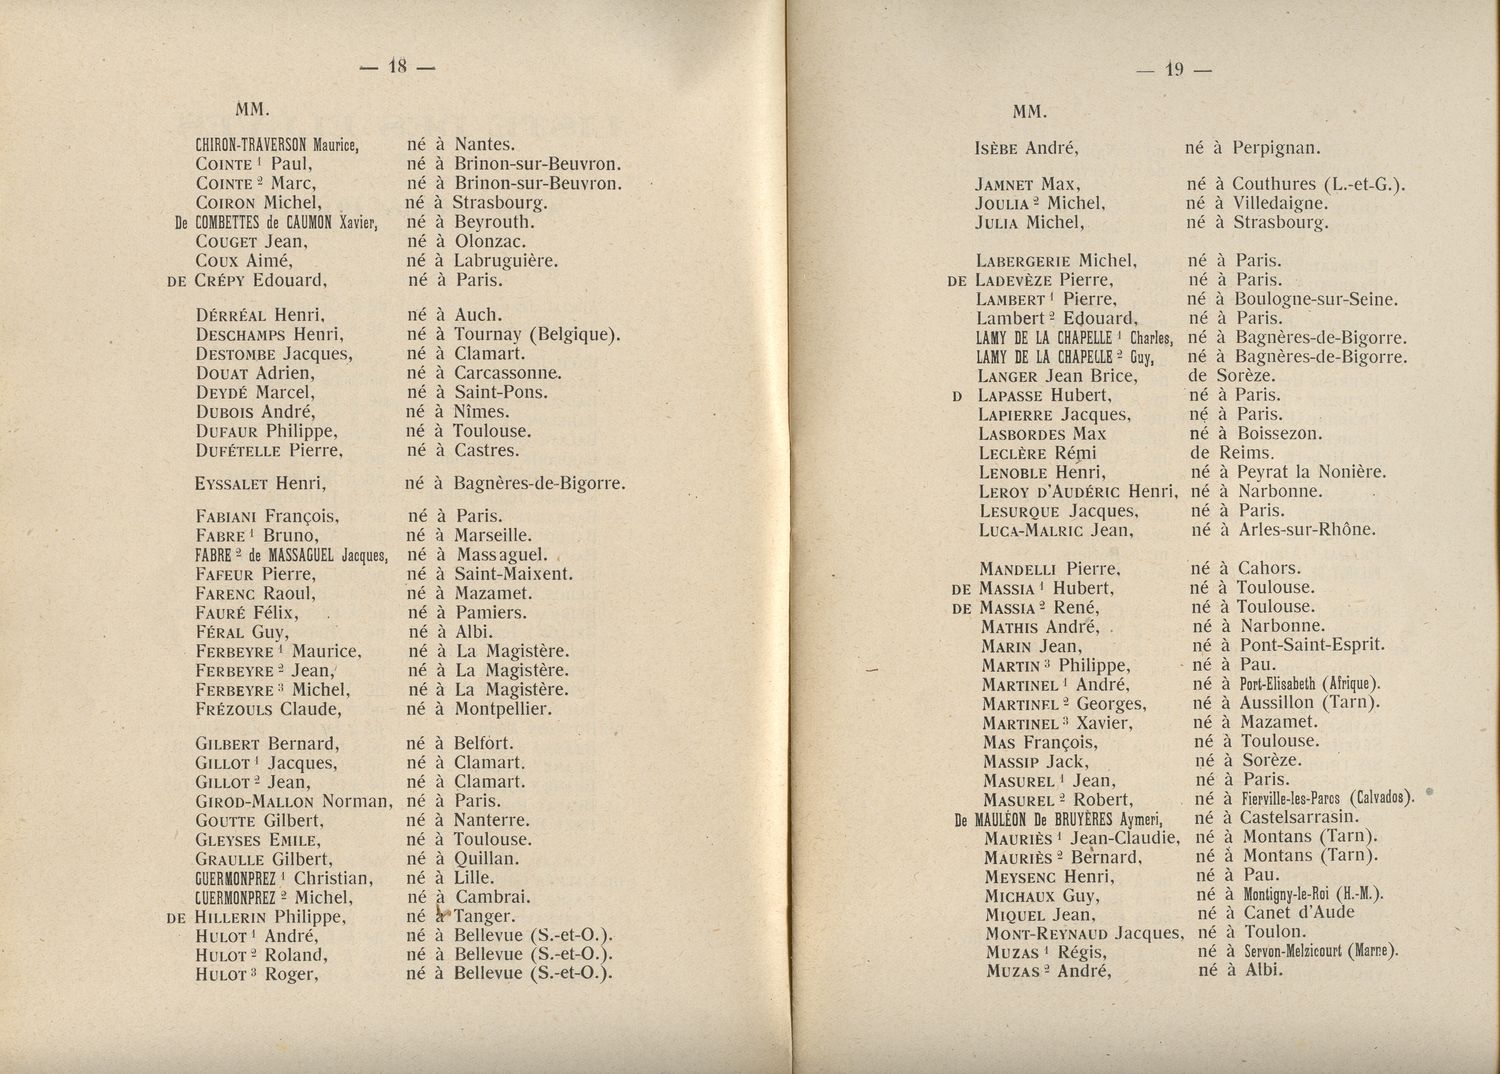 — 18 —
MM.
CHIRON-TRAVERSON Maurice, né à Nantes.
COINTE 1 Paul, né à Brinon-sur-Beuvron.
COINTE 2 Marc, né à Brinon-sur-Beuvron.
COIRON Michel, né à Strasbourg.
De COMBETTES de CAUMON Xavier, né à Beyrouth.
COUGET Jean, né à Olonzac.
COUX Aimé, né à Labruguière.
DE CRÉPY Edouard, né à Paris.
DÉRRÉAL Henri, né à Auch.
DESCHAMPS Henri, né à Tournay (Belgique).
DESTOMBE Jacques, né à Clamart.
DOUAT Adrien, né à Carcassonne.
DEYDÉ Marcel, né à Saint-Pons.
DUBOIS André, né à Nîmes.
DUFAUR Philippe, né à Toulouse.
DUFÉTELLE Pierre, né à Castres.
EYSSALET Henri, né à Bagnères-de-Bigorre.
FABIANI François, né à Paris.
FABRE 1 Bruno, né à Marseille.
FABRE 2 de MASSAGUEL Jacques, né à Massaguel.
FAFEUR Pierre, né à Saint-Maixent.
FARENC Raoul, né à Mazamet.
FAURÉ Félix, né à Pamiers.
FÉRAL Guy, né à Albi.
FERBEYRE 1 Maurice, né à La Magistère.
FERBEYRE 2 Jean, né à La Magistère.
FERBEYRE 3 Michel, né à La Magistère.
FRÉZOULS Claude, né à Montpellier.
GILBERT Bernard, né à Belfort.
GILLOT 1 Jacques, né à Clamart.
GILLOT 2 Jean, né à Clamart.
GIROD-MALLON Norman, né à Paris.
GOUTTE Gilbert, né à Nanterre.
GLEYSES EMILE, né à Toulouse.
GRAULLE Gilbert, né à Quillan.
GUERMONPREZ 1 Christian, né à Lille.
GUERMONPREZ 2 Michel, né à Cambrai.
DE HILLERIN Philippe, né à Tanger.
HULOT 1 André, né à Bellevue (S.-et-O.).
HULOT 2 Roland, né à Bellevue (S.-et-O.).
HULOT 3 Roger, né à Bellevue (S.-et-O.).
— 19 —
MM.
ISÈBE André, né à Perpignan.
JAMNET Max, né à Couthures (L.-et-G.).
JOULIA 2 Michel, né à Villedaigne.
JULIA Michel, né à Strasbourg.
LABERGERIE Michel, né à Paris.
DE LADEVÈZE Pierre, né à Paris.
LAMBERT 1 Pierre, né à Boulogne-sur-Seine.
Lambert 2 Edouard, né à Paris.
LAMY DE LA CHAPELLE 1 Charles, né à Bagnères-de-Bigorre.
LAMY DE LA CHAPELLE 2 Guy, né à Bagnères-de-Bigorre.
LANGER Jean Brice, de Sorèze.
D LAPASSE Hubert, né à Paris.
LAPIERRE Jacques, né à Paris.
LASBORDES Max né à Boissezon.
LECLÈRE Rémi de Reims.
LENOBLE Henri, né à Peyrat la Nonière.
LEROY D'AUDÉRIC Henri, né à Narbonne.
LESURQUE Jacques, né à Paris.
LUCA-MALRIC Jean, né à Arles-sur-Rhône.
MANDELLI Pierre, né à Cahors.
DE MASSIA 1 Hubert, né à Toulouse.
DE MASSIA 2 René, né à Toulouse.
MATHIS André, né à Narbonne.
MARIN Jean, né à Pont-Saint-Esprit.
MARTIN 3 Philippe, né à Pau.
MARTINEL 1 André, né à Port-Elisabeth (Afrique).
MARTINEL 2 Georges, né à Aussillon (Tarn).
MARTINEL 3 Xavier, né à Mazamet.
MAS François, né à Toulouse.
MASSIP Jack, né à Sorèze.
MASUREL 1 Jean, né à Paris.
MASUREL 2 Robert, né à Fierville-les-Parcs (Calvados).
De MAULÉON De BRUYÈRES Aymeri, né à Castelsarrasin.
MAURIÈS 1 Jean-Claudie, né à Montans (Tarn).
MAURIÈS 2 Bernard, né à Montans (Tarn).
MEYSENC Henri, né à Pau.
MICHAUX Guy, né à Montigny-le-Roi (H.-M.).
MIQUEL Jean, né à Canet d'Aude
MONT-REYNAUD Jacques, né à Toulon.
MUZAS 1 Régis, né à Servon-Melzicourt (Marne).
MUZAS 2 André, né à Albi.